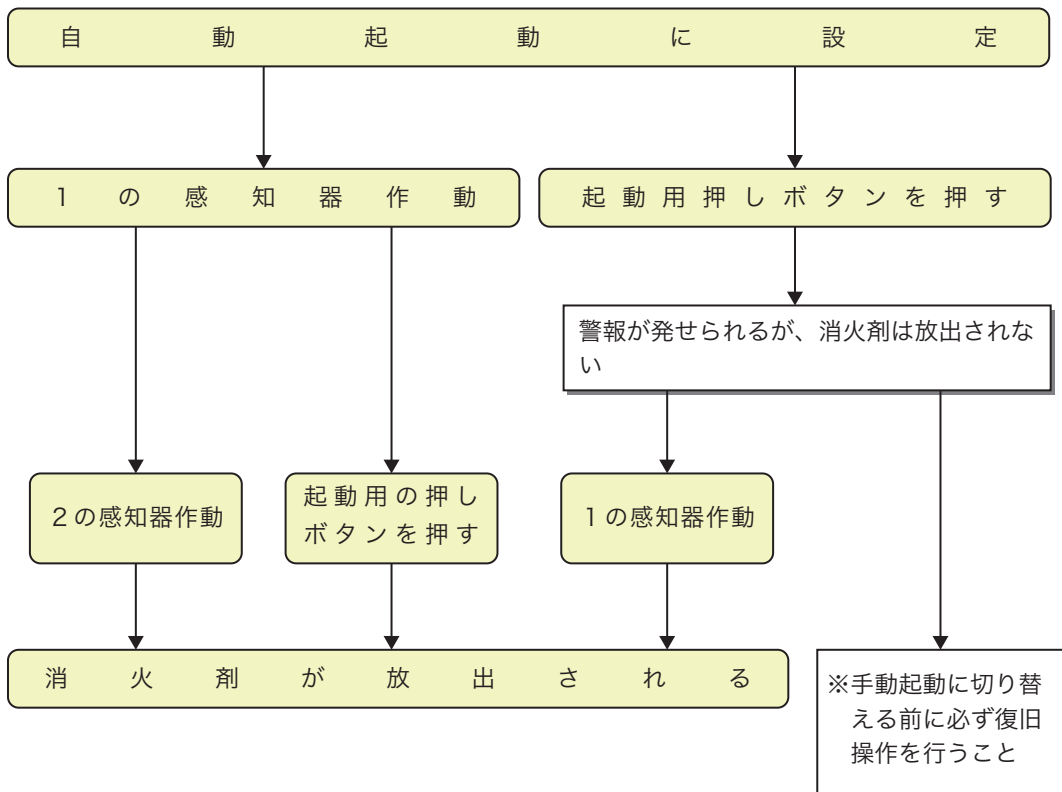 自動起動に設定
1の感知器作動
起動用押しボタンを押す
警報が発せられるが、消火剤は放出されな
い
2の感知器作動
起動用の押し
ボタンを押す
1の感知器作動
消火剤が放出される
※手動起動に切り替
える前に必ず復旧
操作を行うこと